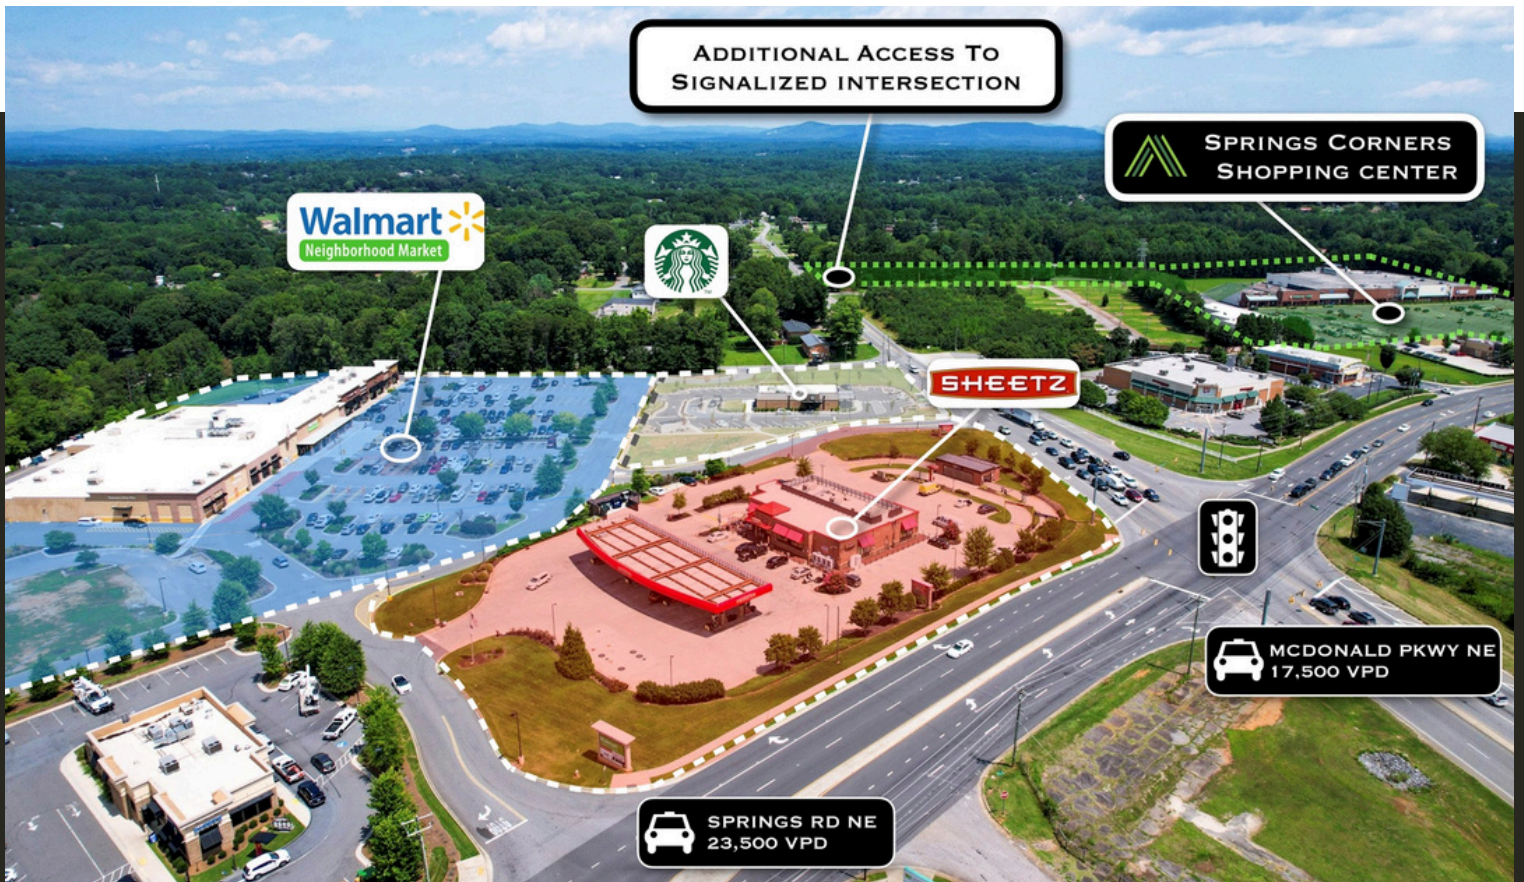 ADDITIONAL ACCESS TO
SIGNALIZED INTERSECTION
SPRINGS CORNERS
SHOPPING CENTER
Walmart
Neighborhood Market
TM
SHEETZ
MCDONALD PKWY NE
17,500 VPD
SPRINGS RD NE
23,500 VPD